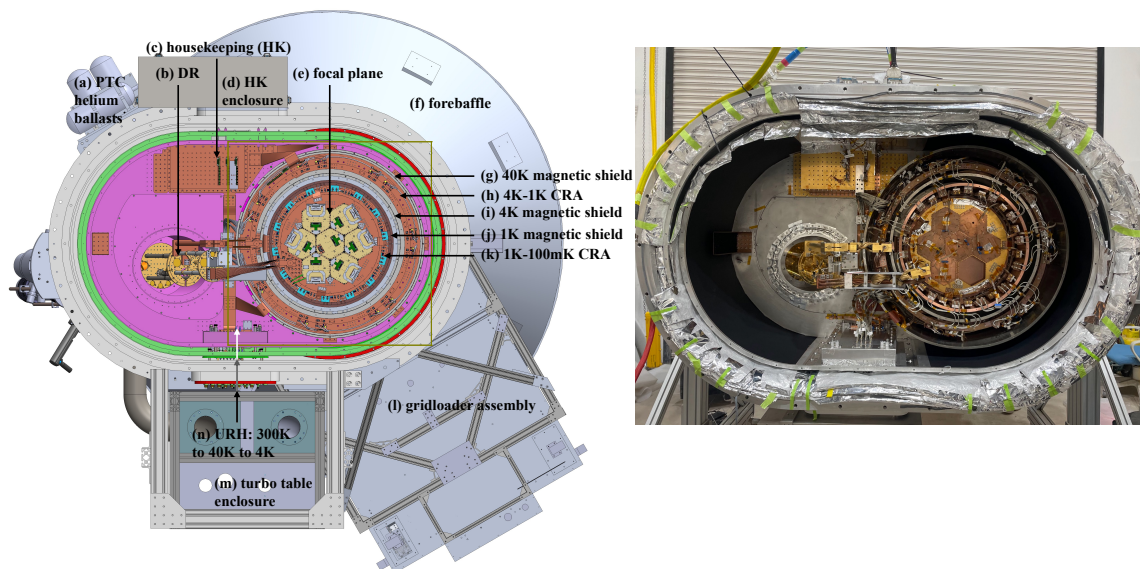 (c) housekeeping (HK)
(b) DR
(a) PTC
helium
ballasts
(d) HK
enclosure
(e) focal plane
(f) forebaffle
(g) 40K magnetic shield
(h) 4K-1K CRA
(i) 4K magnetic shield
(j) 1K magnetic shield
(k) 1K-100mK CRA
(l) gridloader assembly
(n) URH: 300K
to 40K to 4K
(m) turbo table
enclosure